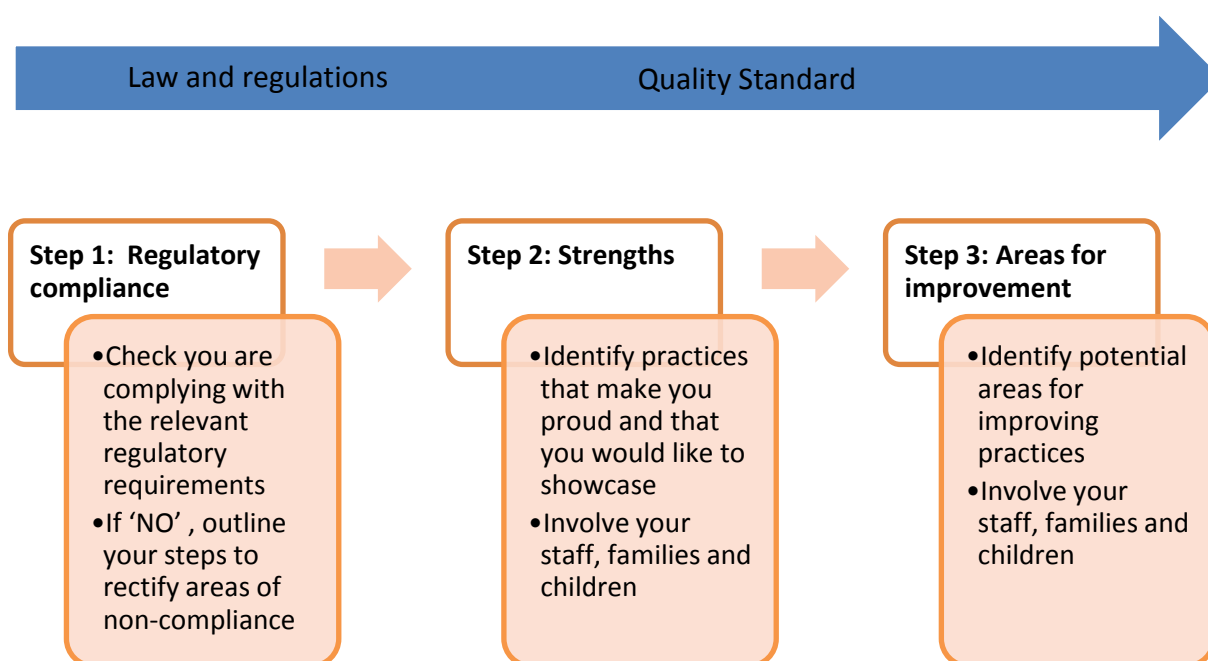 Law and regulations
Quality Standard
Step 1:  Regulatory
compliance
•Check you are
complying with
the relevant
regulatory
requirements
•If ‘NO’ , outline
your steps to
rectify areas of
non-compliance
Step 2: Strengths
•Identify practices
that make you
proud and that
you would like to
showcase
•Involve your
staff, families and
children
Step 3: Areas for
improvement
•Identify potential
areas for
improving
practices
•Involve your
staff, families and
children